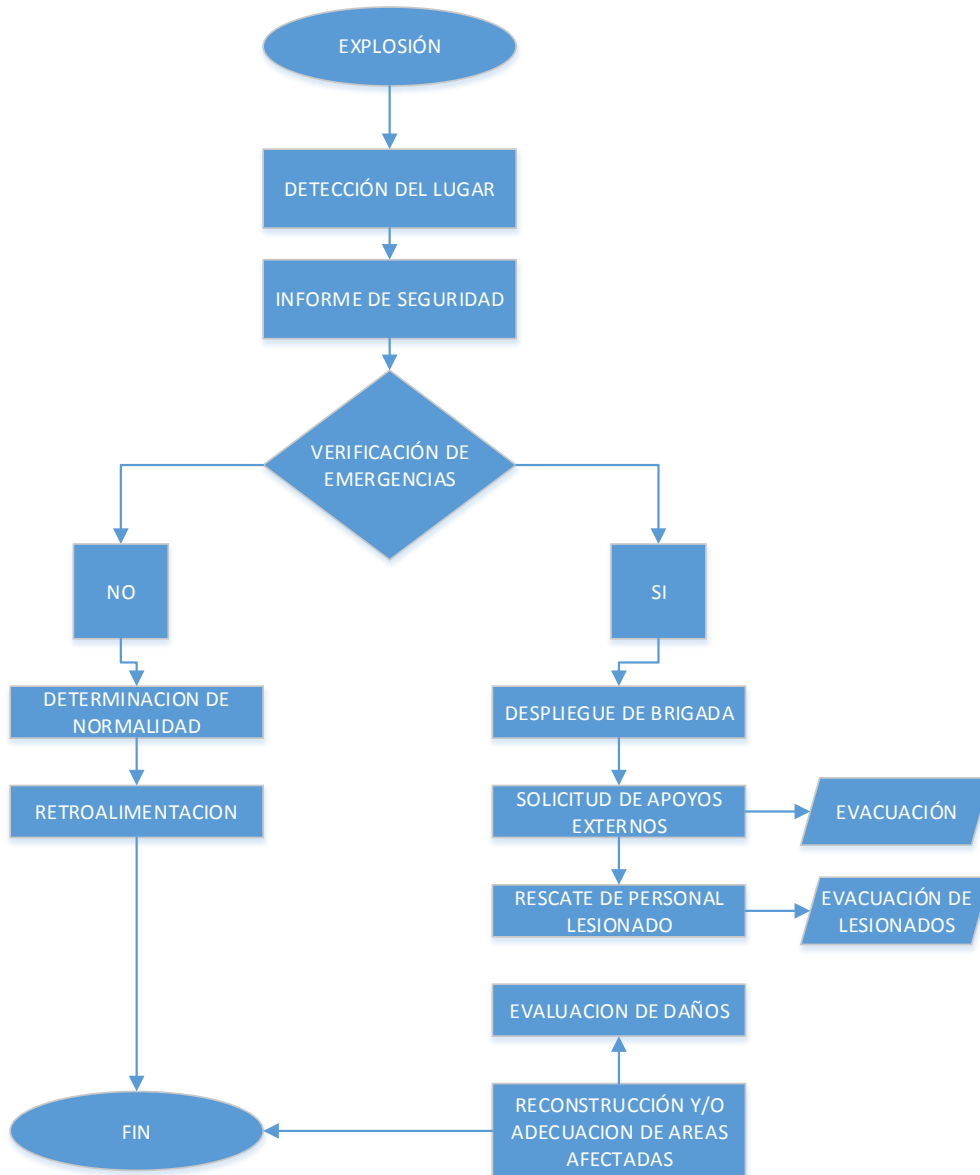 EXPLOSIÓN
DETECCIÓN DEL LUGAR
INFORME DE SEGURIDAD
VERIFICACIÓN DE
EMERGENCIAS
NO
SI
DETERMINACION DE
NORMALIDAD
DESPLIEGUE DE BRIGADA
RETROALIMENTACION
SOLICITUD DE APOYOS
EXTERNOS
EVACUACIÓN
RESCATE DE PERSONAL
LESIONADO
EVACUACIÓN DE
LESIONADOS
EVALUACION DE DAÑOS
RECONSTRUCCIÓN Y/O
ADECUACION DE AREAS
AFECTADAS
FIN